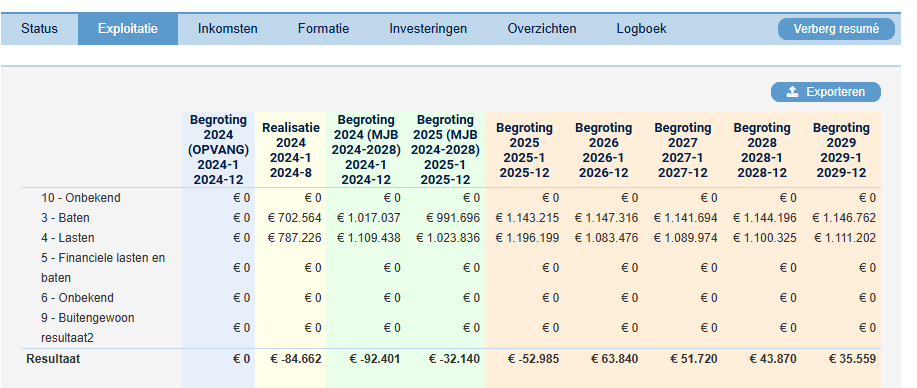 Status Exploitatie Inkomsten Formatie Investeringen Overzichten Logboek Verberg resumé
Exporteren
Begroting 2024 (OPVANG) 2024-1 2024-12 Realisatie 2024 2024-1 2024-8 Begroting 2024 (MJB 2024-2028) 2024-1 2024-12 Begroting 2025 (MJB 2024-2028) 2025-1 2025-12 Begroting 2025 2025-1 2025-12 Begroting 2026 2026-1 2026-12 Begroting 2027 2027-1 2027-12 Begroting 2028 2028-1 2028-12 Begroting 2029 2029-1 2029-12
10 - Onbekend € 0 € 0 € 0 € 0 € 0 € 0 € 0 € 0 € 0
3 - Baten € 0 € 702.564 € 1.017.037 € 991.696 € 1.143.215 € 1.147.316 € 1.141.694 € 1.144.196 € 1.146.762
4 - Lasten € 0 € 787.226 € 1.109.438 € 1.023.836 € 1.196.199 € 1.083.476 € 1.089.974 € 1.100.325 € 1.111.202
5 - Financiele lasten en
baten € 0 € 0 € 0 € 0 € 0 € 0 € 0 € 0 € 0
6 - Onbekend € 0 € 0 € 0 € 0 € 0 € 0 € 0 € 0 € 0
9 - Buitengewoon
resultaat2 € 0 € 0 € 0 € 0 € 0 € 0 € 0 € 0 € 0
Resultaat € 0 € -84.662 € -92.401 € -32.140 € -52.985 € 63.840 € 51.720 € 43.870 € 35.559